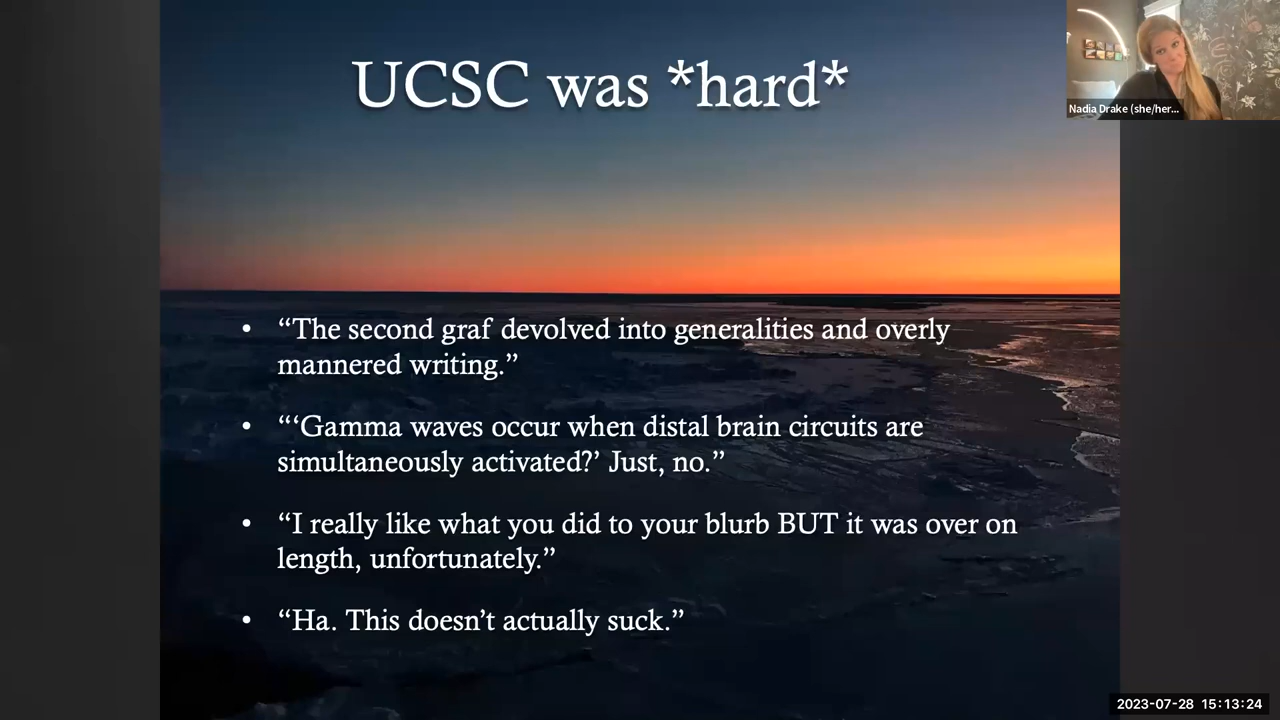 UCSC was *hard*
Nadia Drake (she/her...
• “The second graf devolved into generalities and overly
mannered writing.”
• “‘Gamma waves occur when distal brain circuits are
simultaneously activated?’ Just, no.”
• “I really like what you did to your blurb BUT it was over on
length, unfortunately.”
• “Ha. This doesn’t actually suck.”
2023-07-28 15:13:24